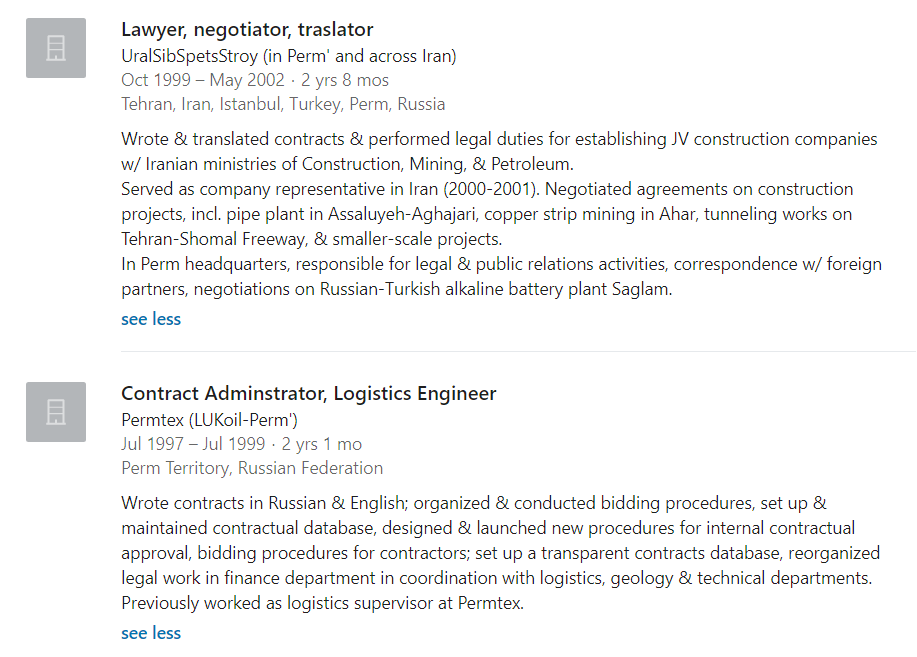 Lawyer, negotiator, traslator
UralSibSpetsStroy (in Perm' and across Iran)
Oct 1999 – May 2002 · 2 yrs 8 mos
Tehran, Iran, Istanbul, Turkey, Perm, Russia
Wrote & translated contracts & performed legal duties for establishing JV construction companies
w/ Iranian ministries of Construction, Mining, & Petroleum.
Served as company representative in Iran (2000-2001). Negotiated agreements on construction
projects, incl. pipe plant in Assaluyeh-Aghajari, copper strip mining in Ahar, tunneling works on
Tehran-Shomal Freeway, & smaller-scale projects.
In Perm headquarters, responsible for legal & public relations activities, correspondence w/ foreign
partners, negotiations on Russian-Turkish alkaline battery plant Saglam.
see less
Contract Adminstrator, Logistics Engineer
Permtex (LUKoil-Perm')
Jul 1997 – Jul 1999 · 2 yrs 1 mo
Perm Territory, Russian Federation
Wrote contracts in Russian & English; organized & conducted bidding procedures, set up &
maintained contractual database, designed & launched new procedures for internal contractual
approval, bidding procedures for contractors; set up a transparent contracts database, reorganized
legal work in finance department in coordination with logistics, geology & technical departments.
Previously worked as logistics supervisor at Permtex.
see less